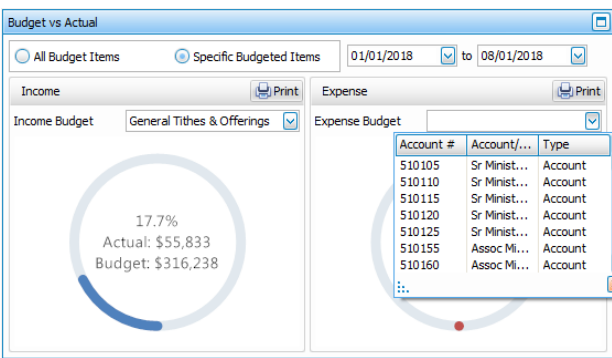 Budget vs Actual
All Budget Items Specific Budgeted Items 01/01/2018 to 08/01/2018
Income Print
Income Budget General Tithes & Offerings
17.7%
Actual: $55,833
Budget: $316,238
Expense Print
Expense Budget
Account # Account/... Type
510105 Sr Minist... Account
510110 Sr Minist... Account
510115 Sr Minist... Account
510120 Sr Minist... Account
510125 Sr Minist... Account
510155 Assoc Mi... Account
510160 Assoc Mi... Account